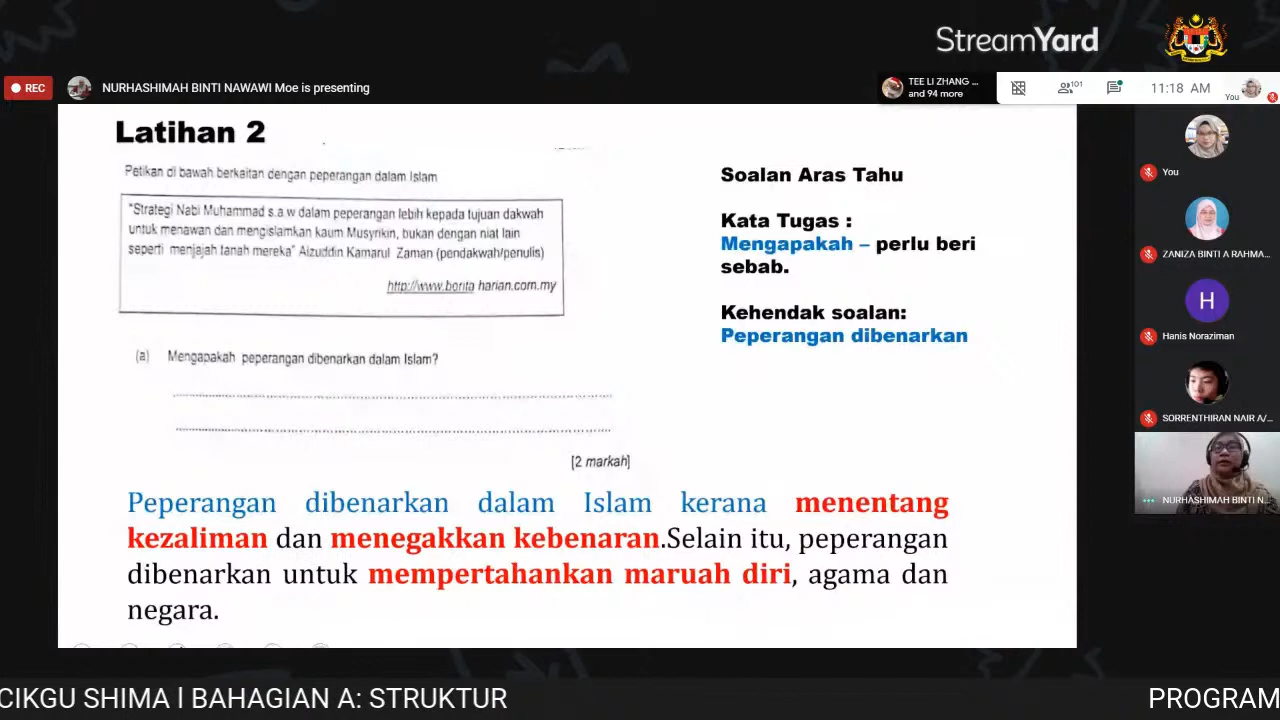 StreamYard
REC
NURHASHIMAH BINTI NAWAWI Moe is presenting
TEE LI ZHANG ...
and 94 more
101
11:18 AM
You
Latihan 2
Petikan di bawah berkaitan dengan peperangan dalam Islam
"Strategi Nabi Muhammad s.a.w dalam peperangan lebih kepada tujuan dakwah
untuk menawan dan mengislamkan kaum Musyrikin, bukan dengan niat lain
seperti menjajah tanah mereka" Aizuddin Kamarul Zaman (pendakwah/penulis)
http://www.borita harian.com.my
(a) Mengapakah peperangan dibenarkan dalam Islam?
[2 markah]
Soalan Aras Tahu
Kata Tugas :
Mengapakah – perlu beri
sebab.
Kehendak soalan:
Peperangan dibenarkan
Peperangan dibenarkan dalam Islam kerana menentang
kezaliman dan menegakkan kebenaran.Selain itu, peperangan
dibenarkan untuk mempertahankan maruah diri, agama dan
negara.
You
ZANIZA BINTI A RAHMA...
H
Hanis Noraziman
SORRENTHIRAN NAIR A/...
NURHASHIMAH BINTI N...
CIKGU SHIMA l BAHAGIAN A: STRUKTUR
PROGRAM